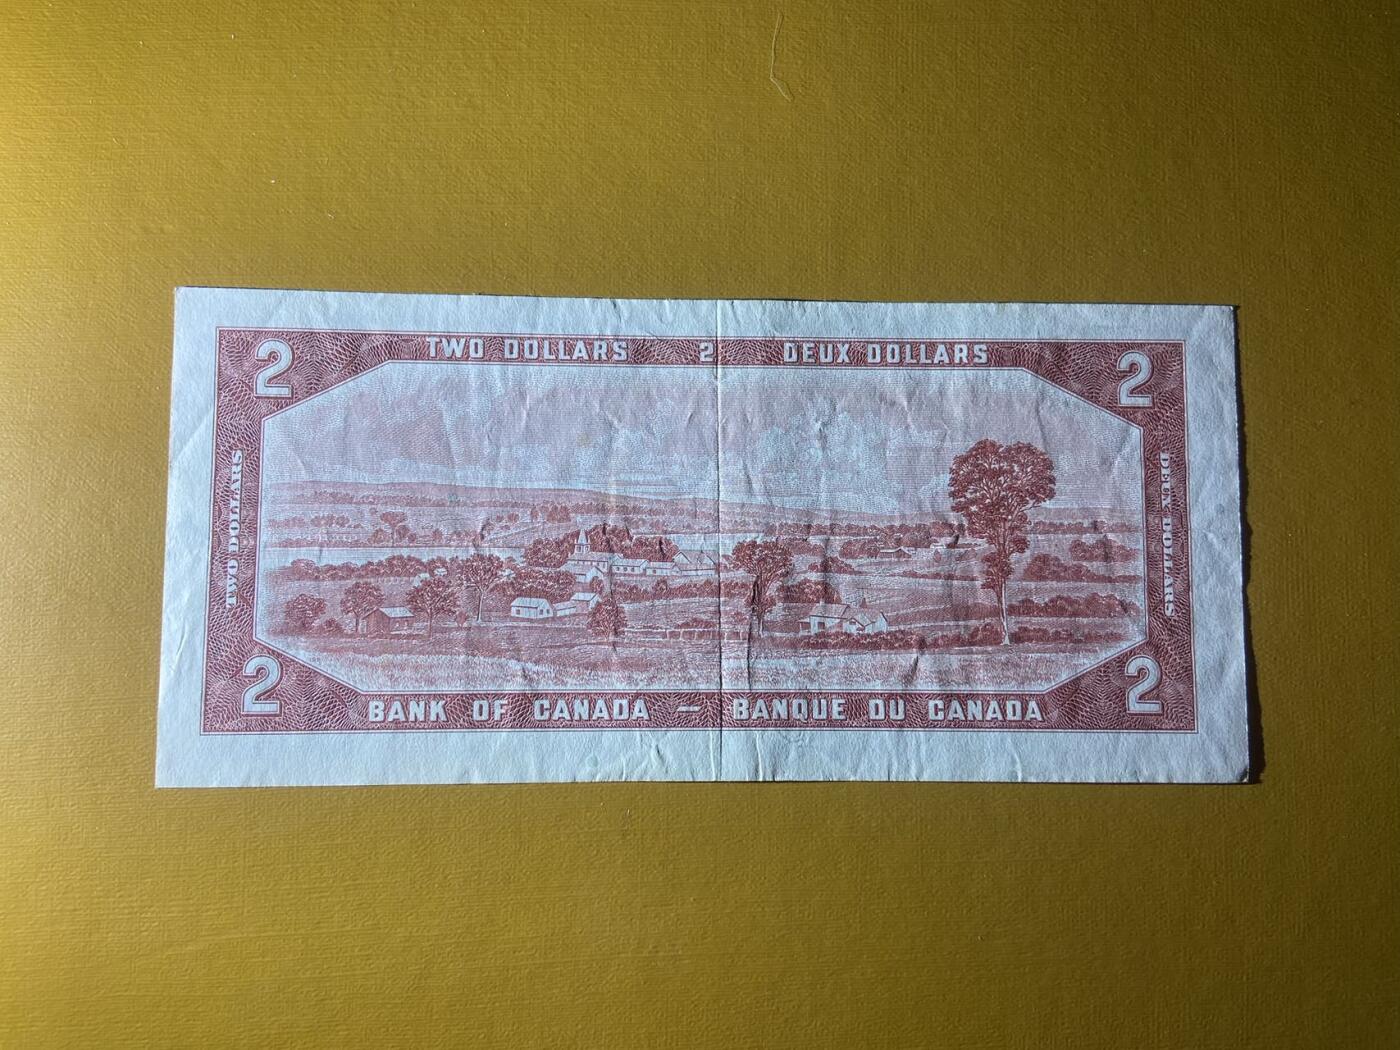 2 TWO DOLLARS 2 DEUX DOLLARS 2
TWO DOLLARS
DEUX DOLLARS
2 BANK OF CANADA — BANQUE DU CANADA 2